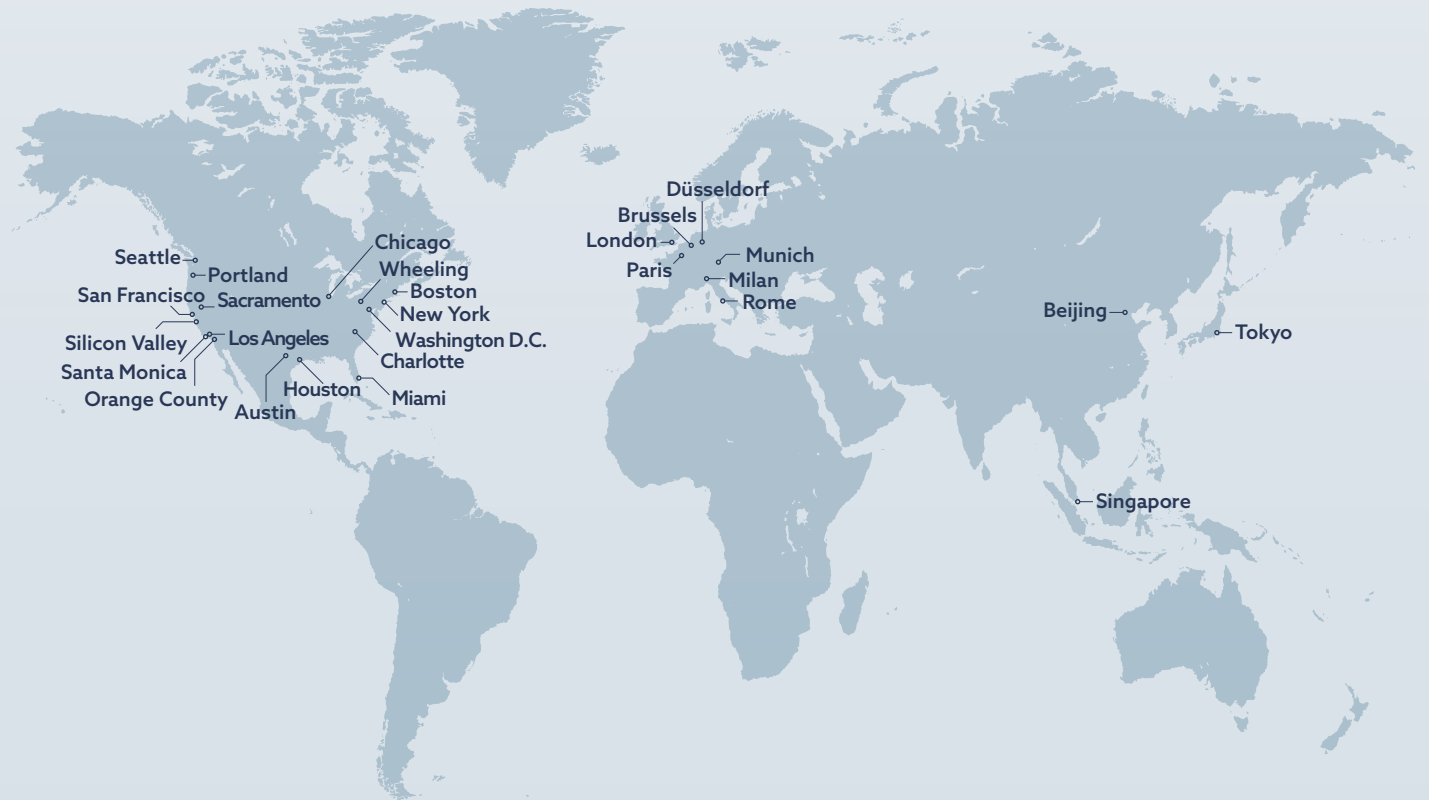 Düsseldorf
Brussels
London
Paris
Munich
Milan
Rome
Chicago
Seattle
Wheeling
Portland
Boston
San Francisco
Sacramento
New York
Silicon Valley
Los Angeles
Washington D.C.
Charlotte
Santa Monica
Houston
Orange County
Miami
Austin
Beijing
Tokyo
Singapore